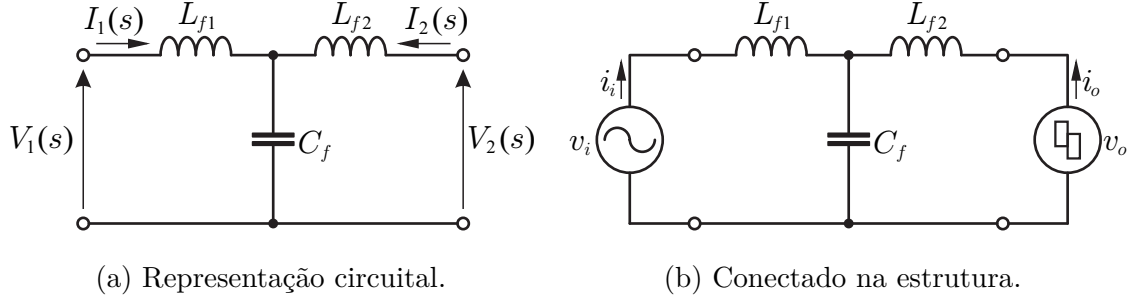 I₁(s) L_f1 L_f2 I₂(s)
V₁(s) C_f V₂(s)
L_f1 L_f2
i_i i_o
v_i C_f v_o
(a) Representação circuital.
(b) Conectado na estrutura.